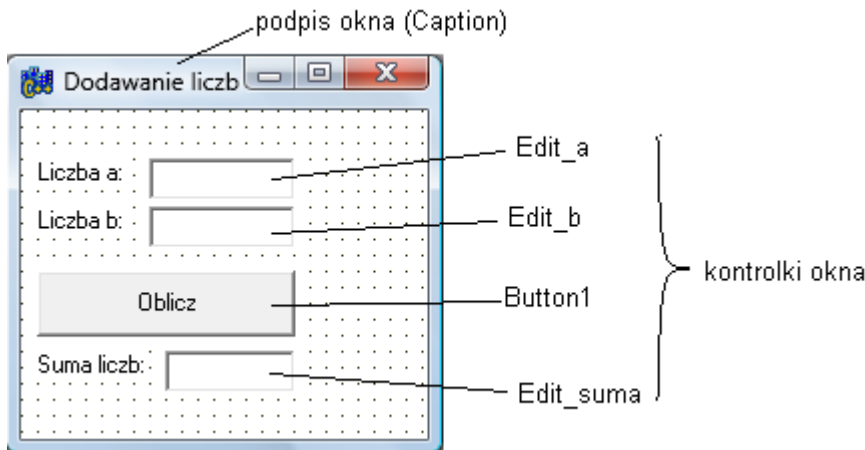 podpis okna (Caption)
Dodawanie liczb
Liczba a:
Edit_a
Liczba b:
Edit_b
kontrolki okna
Oblicz
Button1
Suma liczb:
Edit_suma